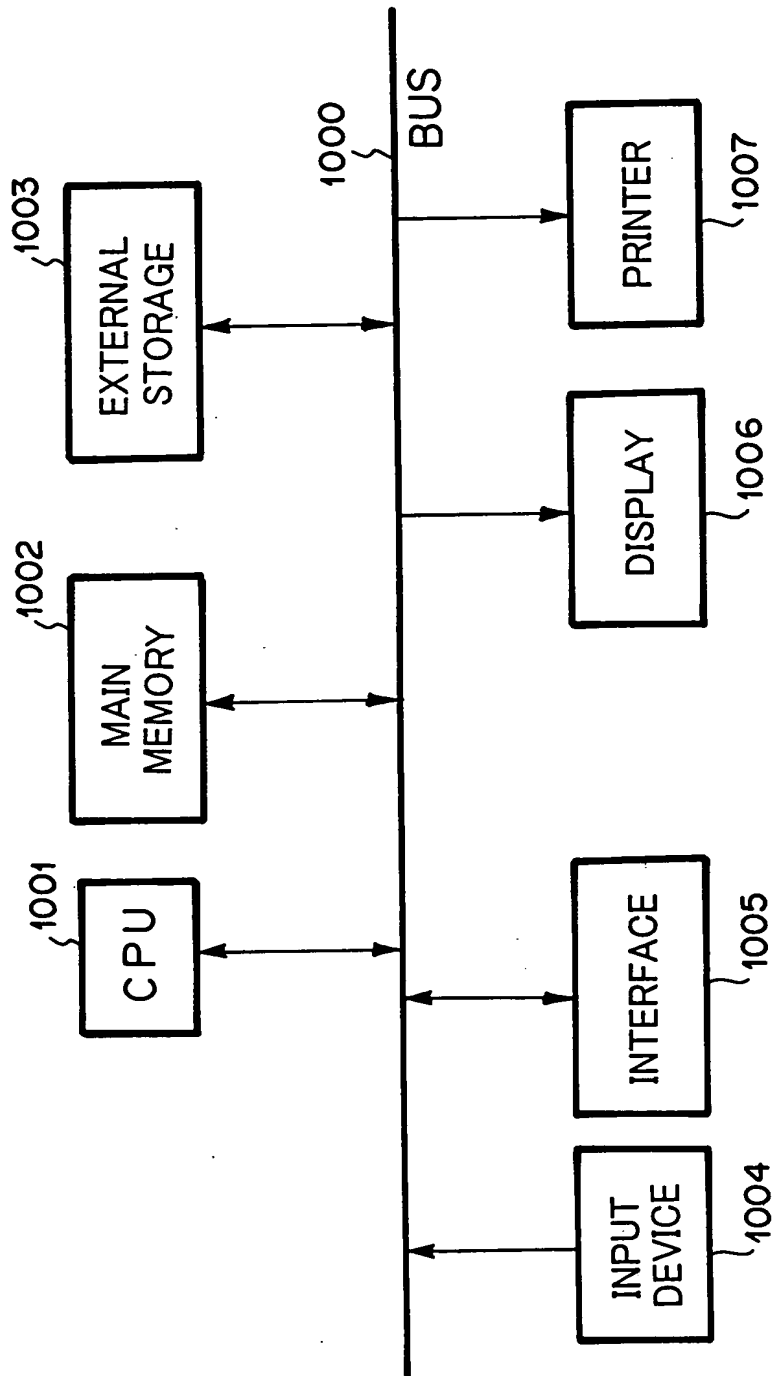 1001
CPU
1002
MAIN
MEMORY
1003
EXTERNAL
STORAGE
1000
BUS
INPUT
DEVICE
1004
INTERFACE
1005
DISPLAY
1006
PRINTER
1007